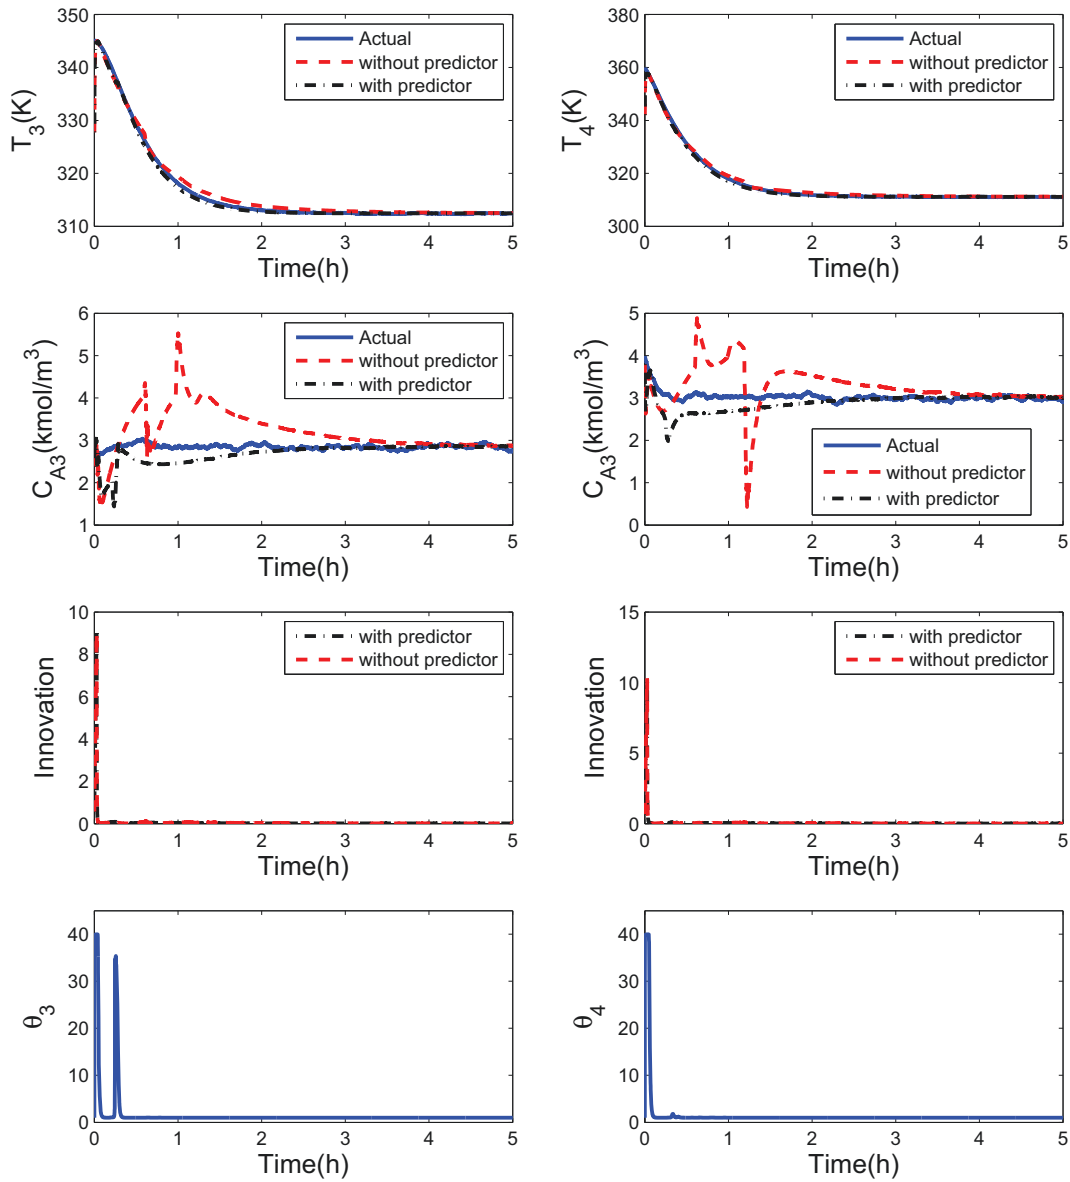 350
340
330
320
310
0 1 2 3 4 5
T3(K)
Time(h)
Actual
without predictor
with predictor
380
360
340
320
300
0 1 2 3 4 5
T4(K)
Time(h)
Actual
without predictor
with predictor
6
5
4
3
2
1
0 1 2 3 4 5
CA3(kmol/m3)
Time(h)
Actual
without predictor
with predictor
5
4
3
2
1
0
0 1 2 3 4 5
CA3(kmol/m3)
Time(h)
Actual
without predictor
with predictor
10
8
6
4
2
0
0 1 2 3 4 5
Innovation
Time(h)
with predictor
without predictor
15
10
5
0
0 1 2 3 4 5
Innovation
Time(h)
with predictor
without predictor
40
30
20
10
0
0 1 2 3 4 5
θ3
Time(h)
40
30
20
10
0
0 1 2 3 4 5
θ4
Time(h)